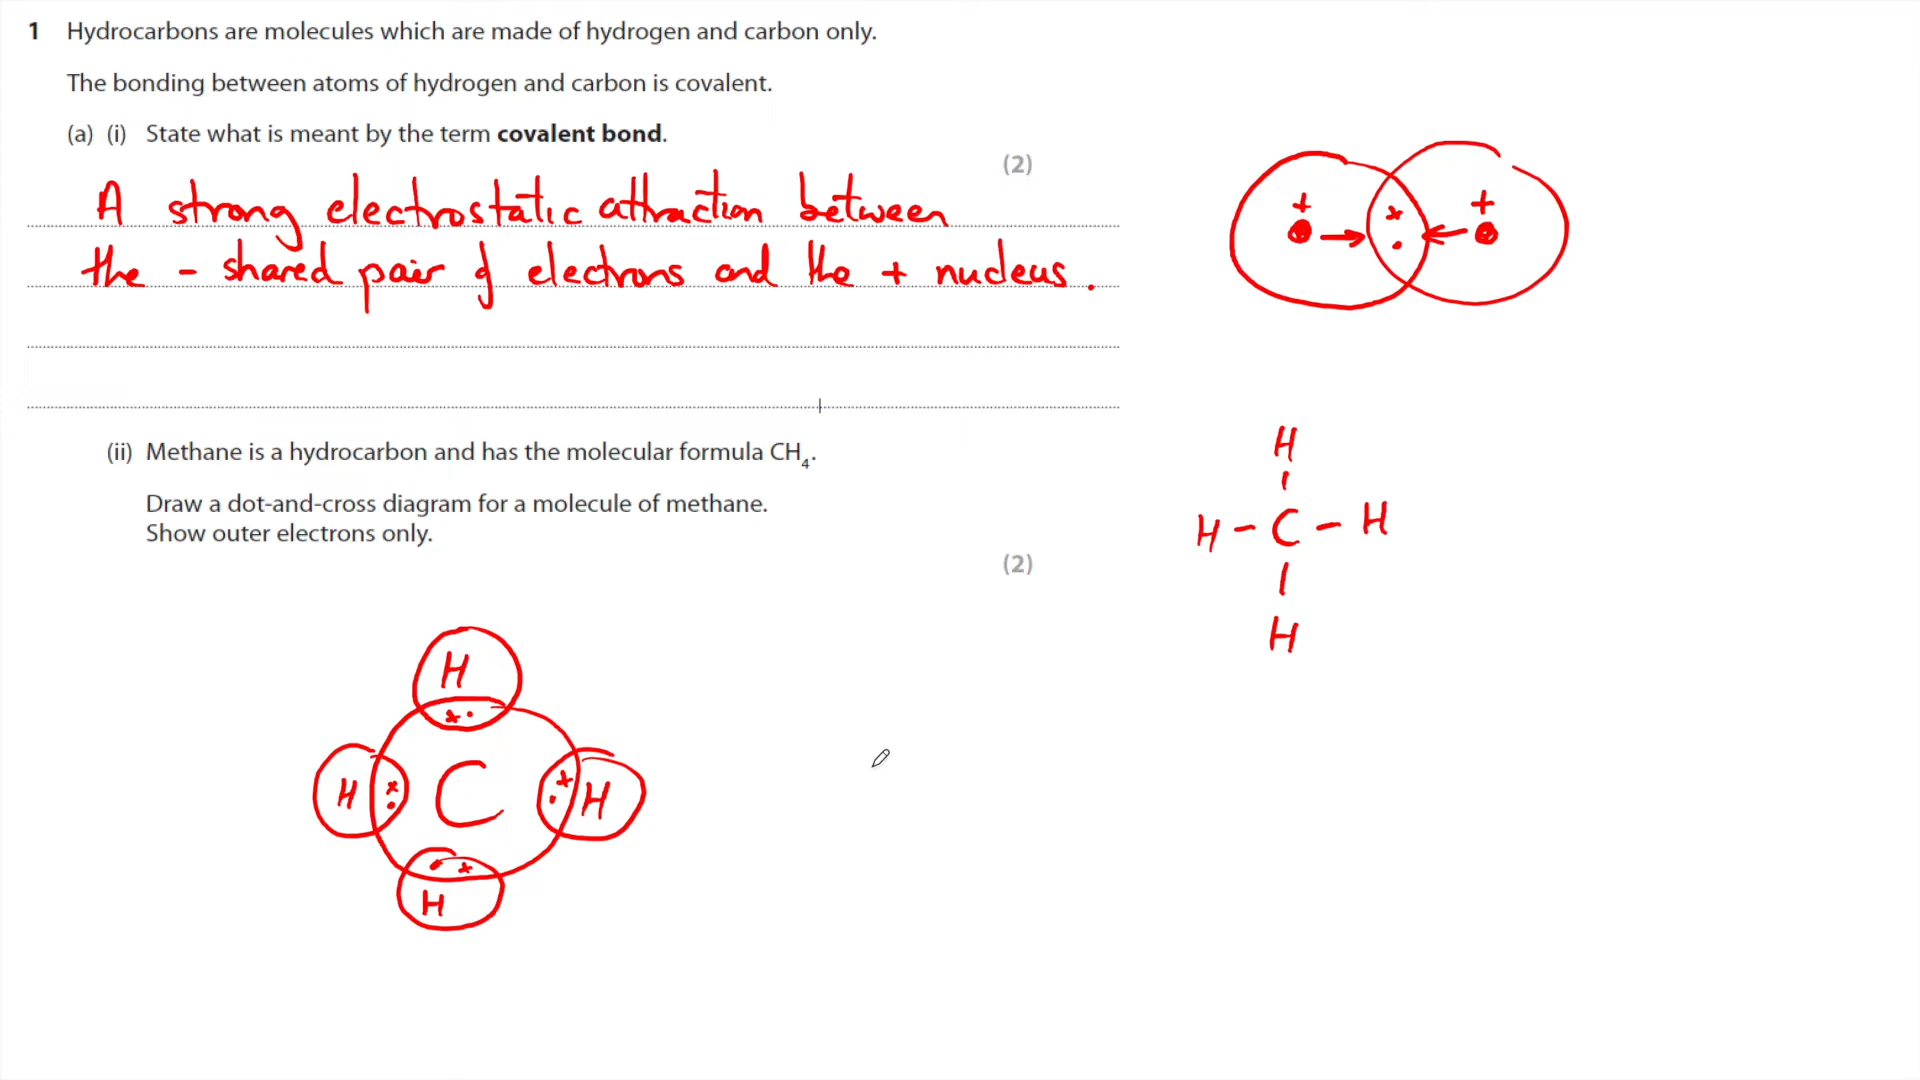 1 Hydrocarbons are molecules which are made of hydrogen and carbon only.
The bonding between atoms of hydrogen and carbon is covalent.
(a) (i) State what is meant by the term covalent bond.
(2)
A strong electrostatic attraction between
the - shared pair of electrons and the + nucleus.
+ x +
.
(ii) Methane is a hydrocarbon and has the molecular formula CH₄.
Draw a dot-and-cross diagram for a molecule of methane.
Show outer electrons only.
(2)
H
H - C - H
H
H
x .
H x . C x . H
. x
H